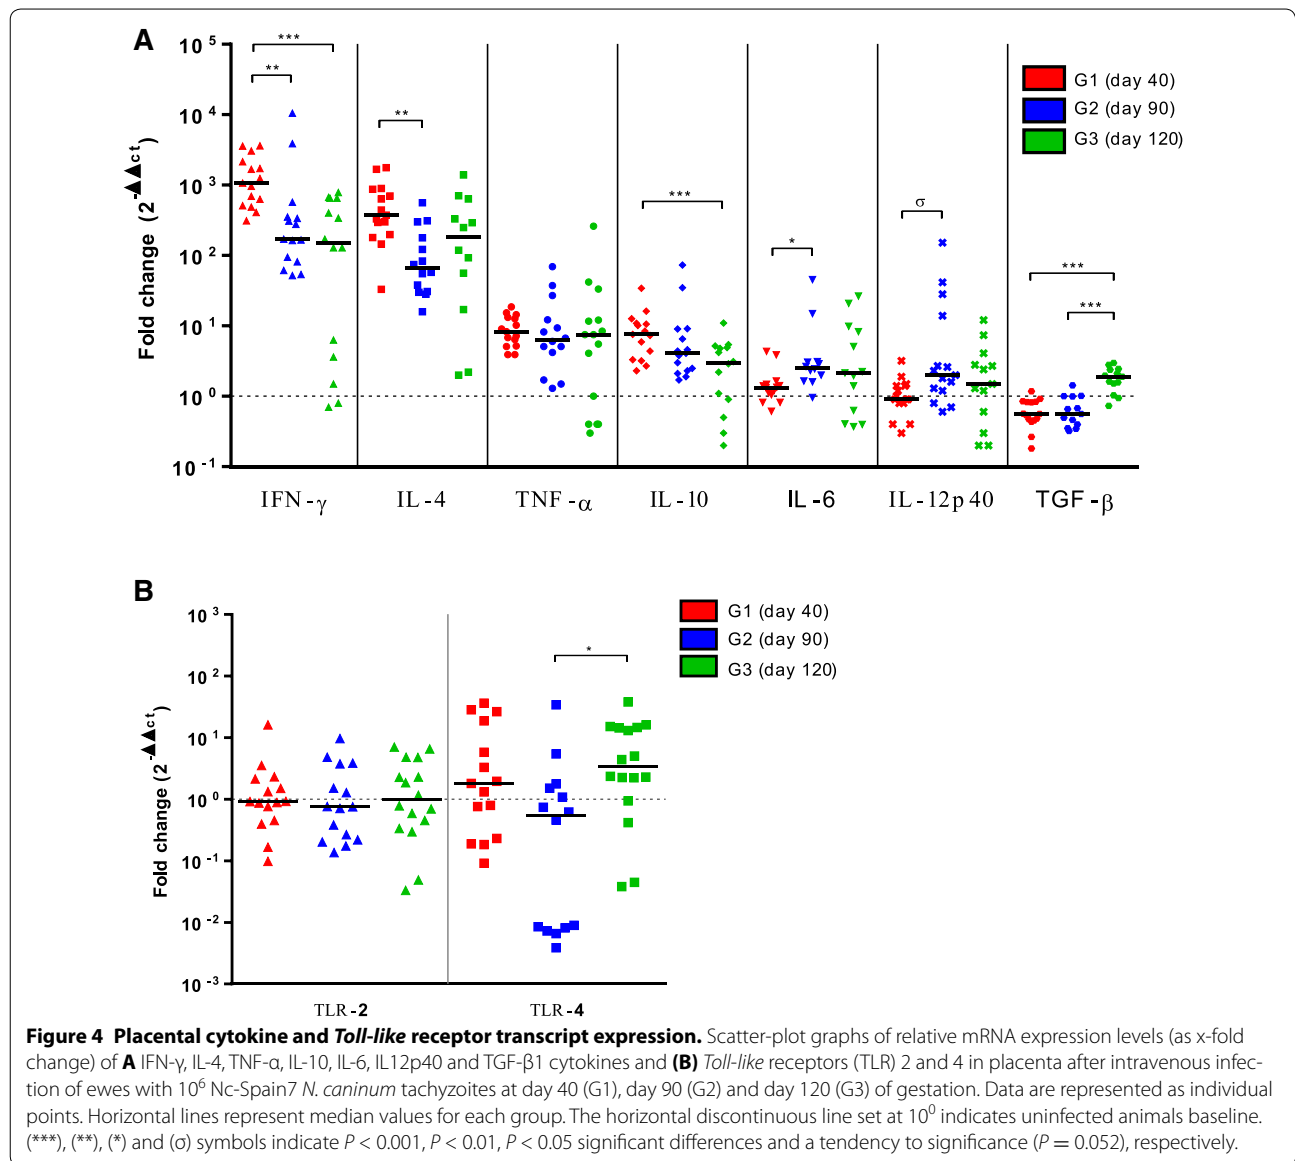 A
10 5
10 4
10 3
10 2
10 1
10 0
10 -1
Fold change (2 -▲▲ct)
***
**
**
***
*
σ
***
***
G1 (day 40)
G2 (day 90)
G3 (day 120)
IFN-γ IL-4 TNF-α IL-10 IL-6 IL-12p40 TGF-β
B
10 3
10 2
10 1
10 0
10 -1
10 -2
10 -3
Fold change (2 -▲▲ct)
*
G1 (day 40)
G2 (day 90)
G3 (day 120)
TLR-2 TLR-4
Figure 4 Placental cytokine and Toll-like receptor transcript expression. Scatter-plot graphs of relative mRNA expression levels (as x-fold
change) of A IFN-γ, IL-4, TNF-α, IL-10, IL-6, IL12p40 and TGF-β1 cytokines and (B) Toll-like receptors (TLR) 2 and 4 in placenta after intravenous infec-
tion of ewes with 10⁶ Nc-Spain7 N. caninum tachyzoites at day 40 (G1), day 90 (G2) and day 120 (G3) of gestation. Data are represented as individual
points. Horizontal lines represent median values for each group. The horizontal discontinuous line set at 10⁰ indicates uninfected animals baseline.
(***), (**), (*) and (σ) symbols indicate P < 0.001, P < 0.01, P < 0.05 significant differences and a tendency to significance (P = 0.052), respectively.